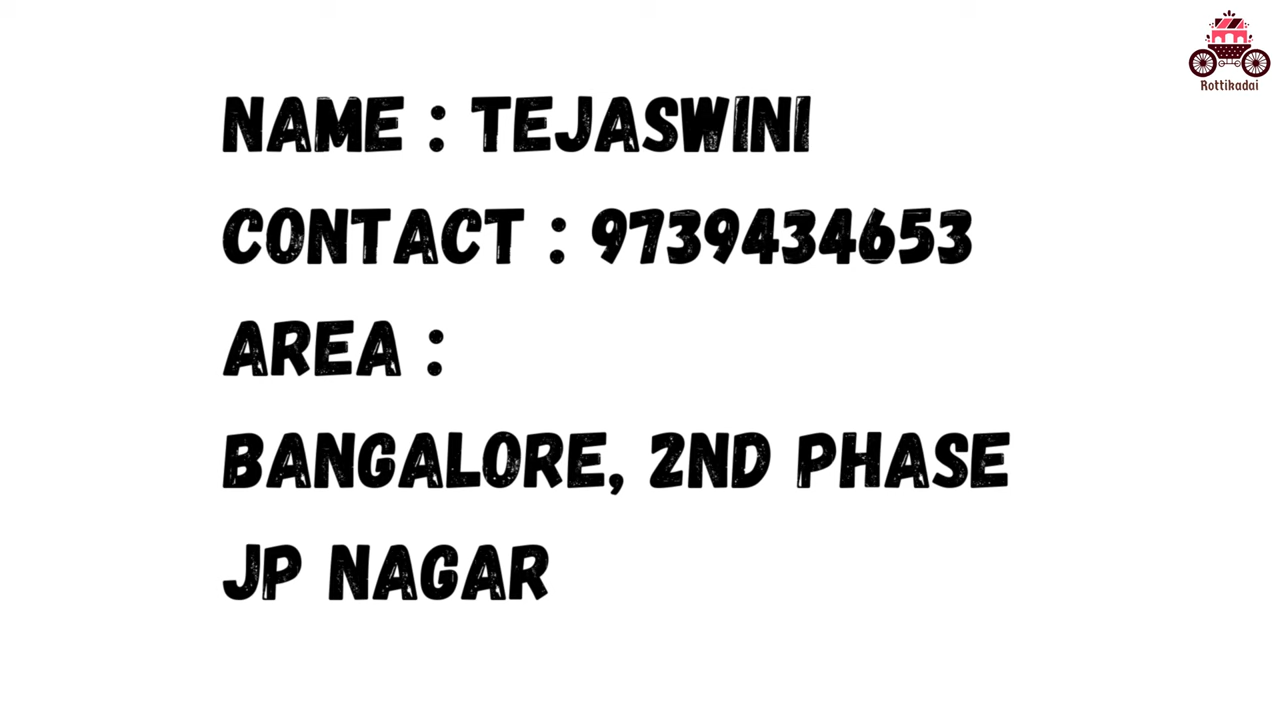 Rottikadai
NAME : TEJASWINI
CONTACT : 9739434653
AREA :
BANGALORE, 2ND PHASE
JP NAGAR